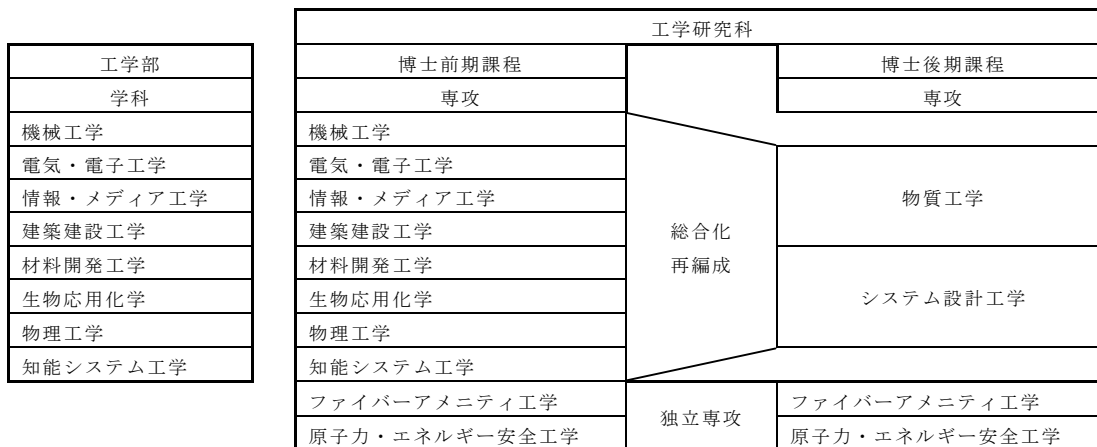 工学部
学科
機械工学
電気・電子工学
情報・メディア工学
建築建設工学
材料開発工学
生物応用化学
物理工学
知能システム工学
工学研究科
博士前期課程
専攻
機械工学
電気・電子工学
情報・メディア工学
建築建設工学
材料開発工学
生物応用化学
物理工学
知能システム工学
ファイバーアメニティ工学
原子力・エネルギー安全工学
総合化
再編成
独立専攻
博士後期課程
専攻
物質工学
システム設計工学
ファイバーアメニティ工学
原子力・エネルギー安全工学